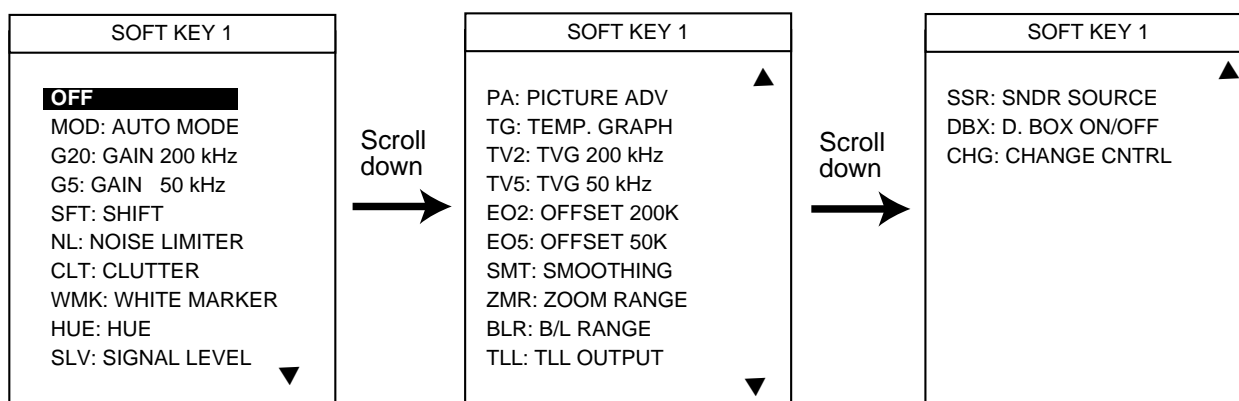 SOFT KEY 1
OFF
MOD: AUTO MODE
G20: GAIN 200 kHz
G5: GAIN   50 kHz
SFT: SHIFT
NL: NOISE LIMITER
CLT: CLUTTER
WMK: WHITE MARKER
HUE: HUE
SLV: SIGNAL LEVEL
Scroll
down
SOFT KEY 1
PA: PICTURE ADV
TG: TEMP. GRAPH
TV2: TVG 200 kHz
TV5: TVG 50 kHz
EO2: OFFSET 200K
EO5: OFFSET 50K
SMT: SMOOTHING
ZMR: ZOOM RANGE
BLR: B/L RANGE
TLL: TLL OUTPUT
Scroll
down
SOFT KEY 1
SSR: SNDR SOURCE
DBX: D. BOX ON/OFF
CHG: CHANGE CNTRL